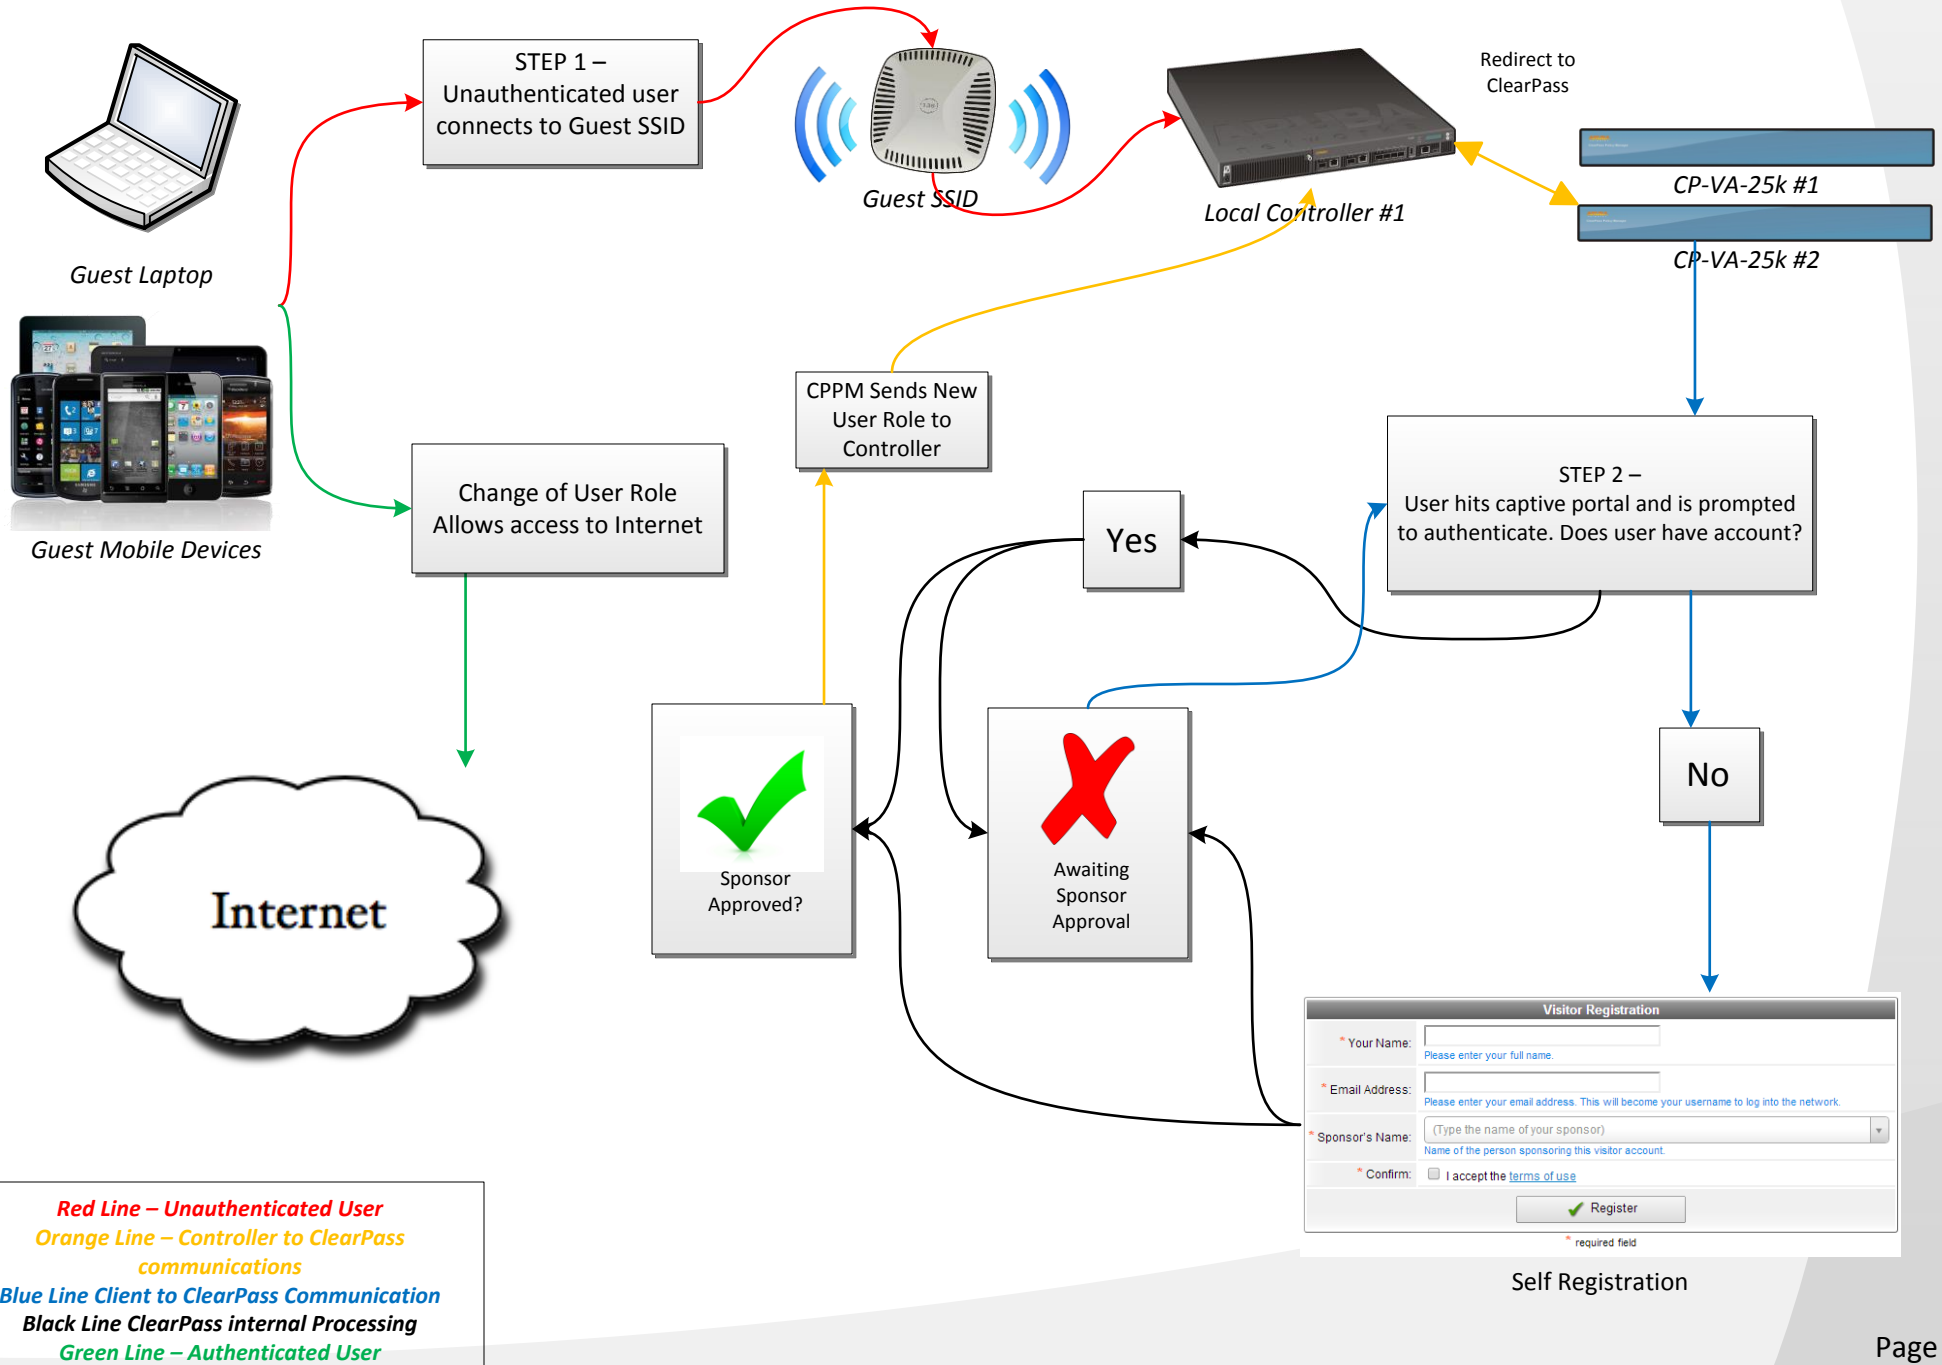 STEP 1 –
Unauthenticated user
connects to Guest SSID
Guest SSID
Local Controller #1
Redirect to
ClearPass
CP-VA-25k #1
CP-VA-25k #2
Guest Laptop
Guest Mobile Devices
Change of User Role
Allows access to Internet
CPPM Sends New
User Role to
Controller
Yes
STEP 2 –
User hits captive portal and is prompted
to authenticate. Does user have account?
No
Sponsor
Approved?
Awaiting
Sponsor
Approval
Internet
Visitor Registration
* Your Name:
Please enter your full name.
* Email Address:
Please enter your email address. This will become your username to log into the network.
* Sponsor's Name:
(Type the name of your sponsor)
Name of the person sponsoring this visitor account.
* Confirm:
I accept the terms of use
Register
* required field
Self Registration
Red Line – Unauthenticated User
Orange Line – Controller to ClearPass
communications
Blue Line Client to ClearPass Communication
Black Line ClearPass internal Processing
Green Line – Authenticated User
Page